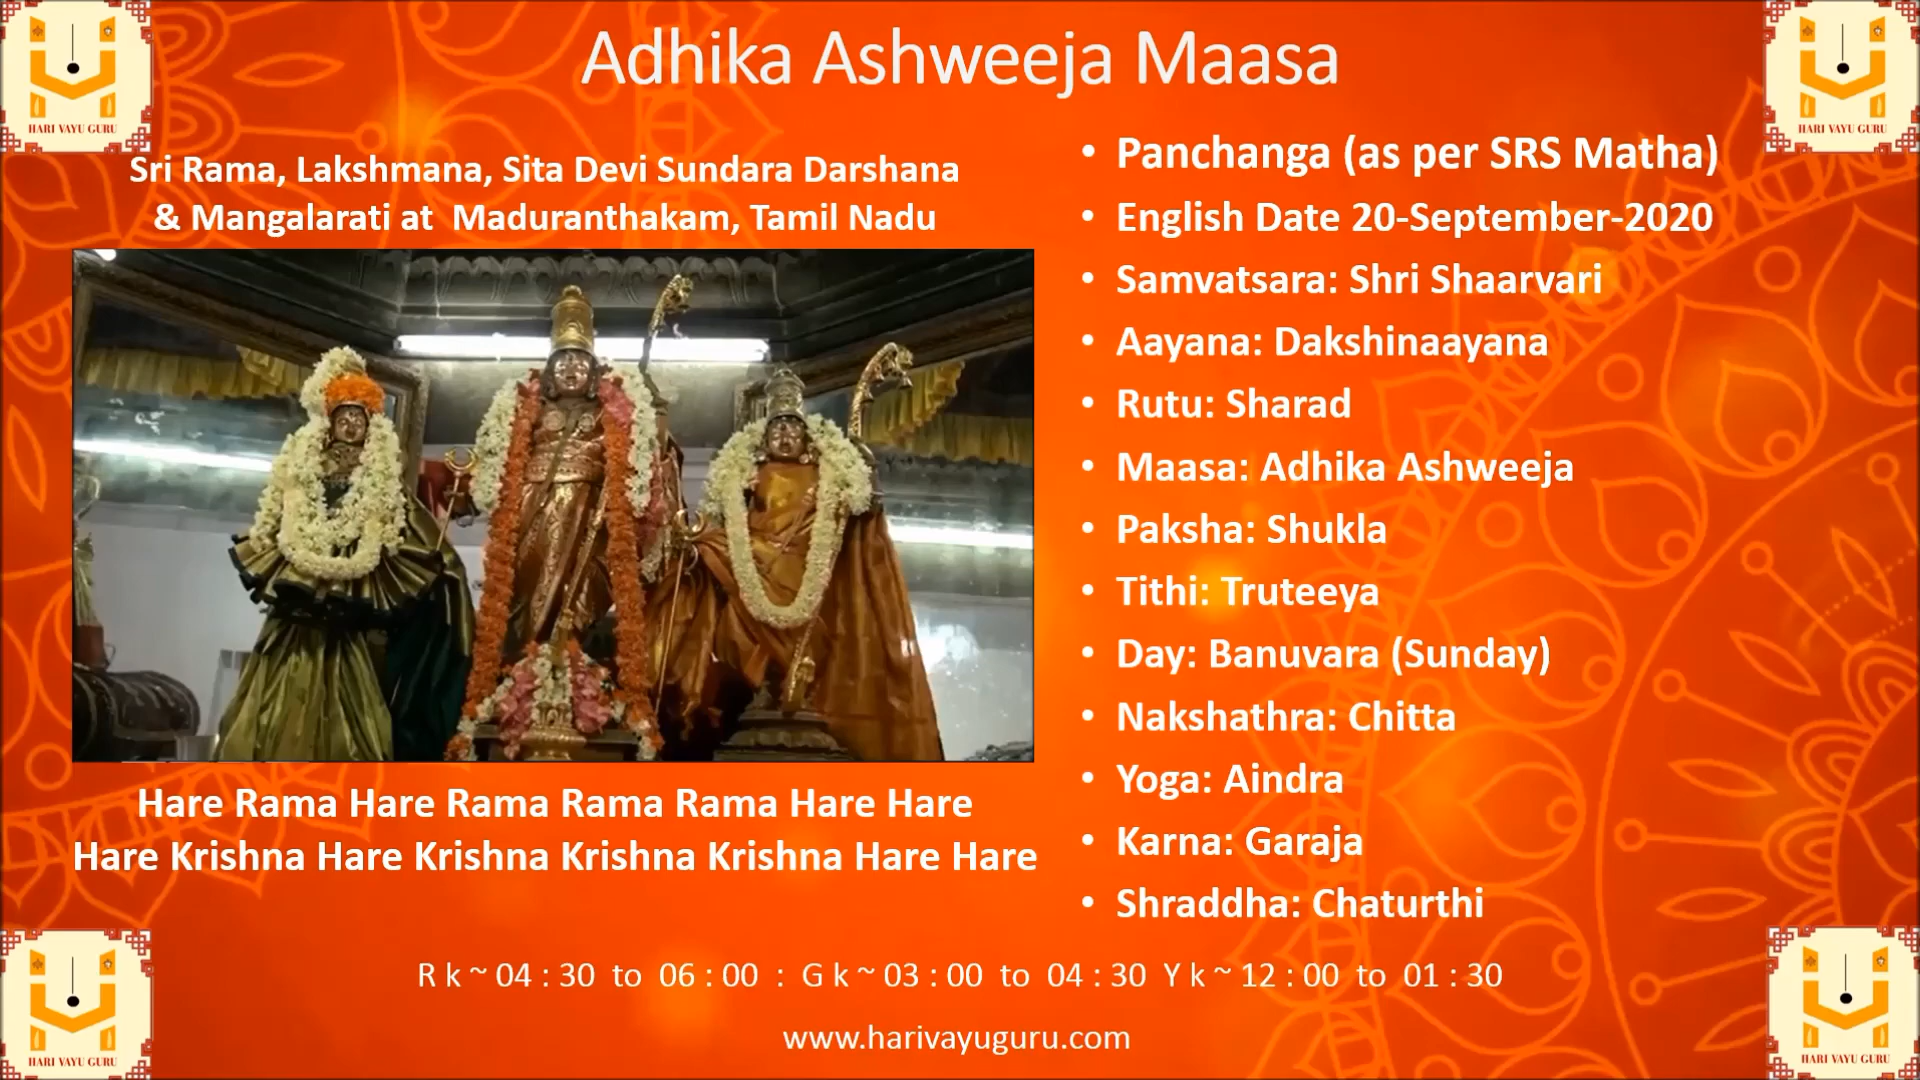 Adhika Ashweeja Maasa
HARI VAYU GURU
HARI VAYU GURU
Sri Rama, Lakshmana, Sita Devi Sundara Darshana
& Mangalarati at Maduranthakam, Tamil Nadu
Hare Rama Hare Rama Rama Rama Hare Hare
Hare Krishna Hare Krishna Krishna Krishna Hare Hare
• Panchanga (as per SRS Matha)
• English Date 20-September-2020
• Samvatsara: Shri Shaarvari
• Aayana: Dakshinaayana
• Rutu: Sharad
• Maasa: Adhika Ashweeja
• Paksha: Shukla
• Tithi: Truteeya
• Day: Banuvara (Sunday)
• Nakshathra: Chitta
• Yoga: Aindra
• Karna: Garaja
• Shraddha: Chaturthi
R k ~ 04 : 30 to 06 : 00 : G k ~ 03 : 00 to 04 : 30 Y k ~ 12 : 00 to 01 : 30
www.harivayuguru.com
HARI VAYU GURU
HARI VAYU GURU